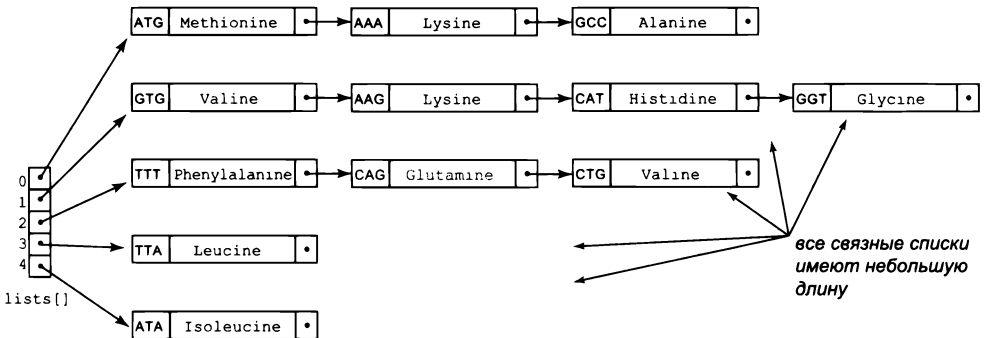 ATG Methionine AAA Lysine GCC Alanine
GTG Valine AAG Lysine CAT Histidine GGT Glycine
TTT Phenylalanine CAG Glutamine CTG Valine
0
1
2
3
4
TTA Leucine
lists[]
ATA Isoleucine
все связные списки
имеют небольшую
длину